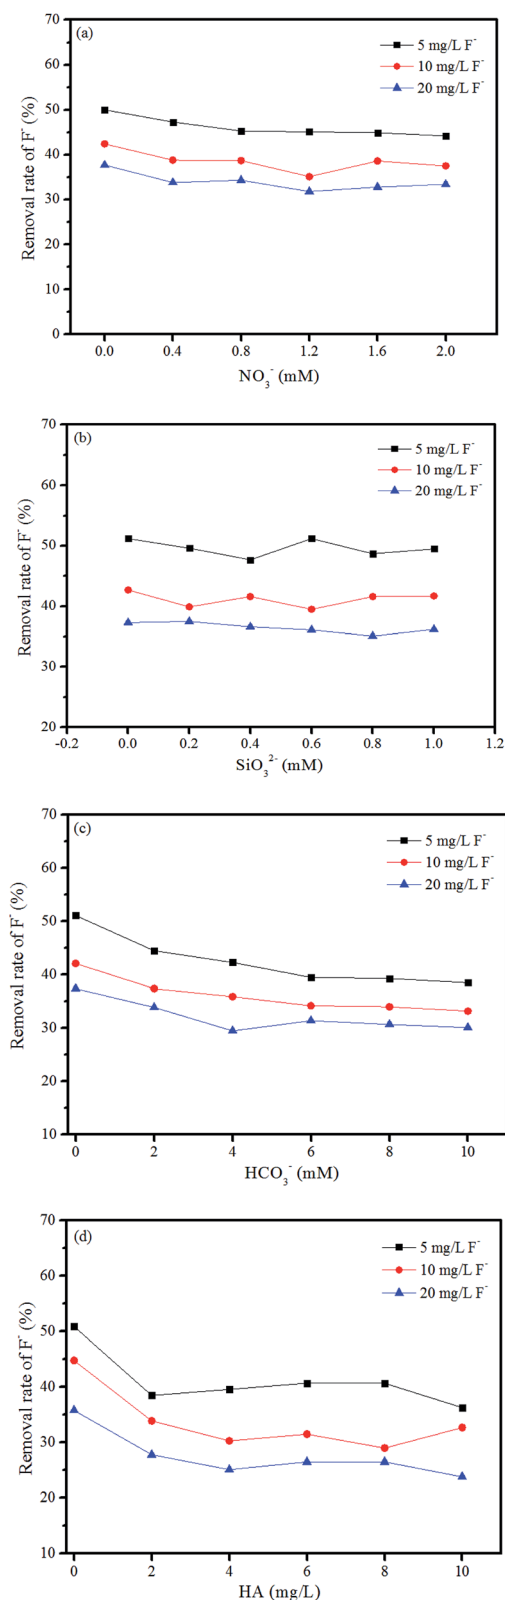 (a)
5 mg/L F⁻
10 mg/L F⁻
20 mg/L F⁻
Removal rate of F⁻ (%)
70
60
50
40
30
20
10
0
0.0 0.4 0.8 1.2 1.6 2.0
NO₃⁻ (mM)
(b)
5 mg/L F⁻
10 mg/L F⁻
20 mg/L F⁻
Removal rate of F⁻ (%)
70
60
50
40
30
20
-0.2 0.0 0.2 0.4 0.6 0.8 1.0 1.2
SiO₃²⁻ (mM)
(c)
5 mg/L F⁻
10 mg/L F⁻
20 mg/L F⁻
Removal rate of F⁻ (%)
70
60
50
40
30
20
10
0 2 4 6 8 10
HCO₃⁻ (mM)
(d)
5 mg/L F⁻
10 mg/L F⁻
20 mg/L F⁻
Removal rate of F⁻ (%)
70
60
50
40
30
20
10
0 2 4 6 8 10
HA (mg/L)